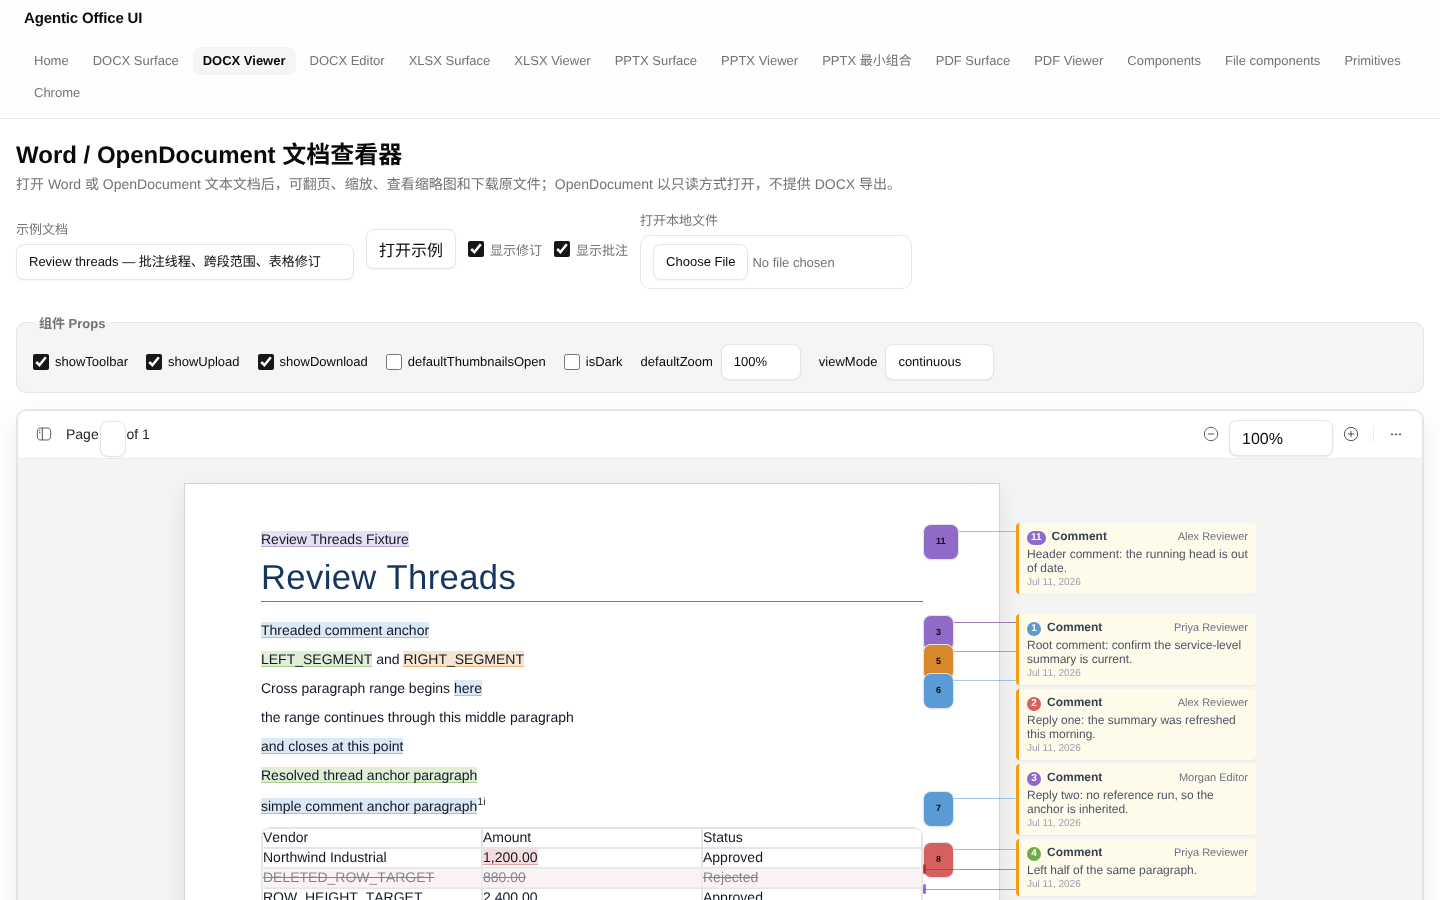 Agentic Office UI
Home DOCX Surface DOCX Viewer DOCX Editor XLSX Surface XLSX Viewer PPTX Surface PPTX Viewer PPTX 最小组合 PDF Surface PDF Viewer Components File components Primitives
Chrome
Word / OpenDocument 文档查看器
打开 Word 或 OpenDocument 文本文档后，可翻页、缩放、查看缩略图和下载原文件；OpenDocument 以只读方式打开，不提供 DOCX 导出。
示例文档
Review threads — 批注线程、跨段范围、表格修订
打开示例
显示修订
显示批注
打开本地文件
Choose File No file chosen
组件 Props
showToolbar showUpload showDownload defaultThumbnailsOpen isDark defaultZoom 100% viewMode continuous
Page of 1
100%
Review Threads Fixture
Review Threads
Threaded comment anchor
LEFT_SEGMENT and RIGHT_SEGMENT
Cross paragraph range begins here
the range continues through this middle paragraph
and closes at this point
Resolved thread anchor paragraph
simple comment anchor paragraph1i
Vendor Amount Status
Northwind Industrial 1,200.00 Approved
DELETED_ROW_TARGET 880.00 Rejected
ROW_HEIGHT_TARGET 2,400.00 Approved
11
3
5
6
7
8
11 Comment Alex Reviewer
Header comment: the running head is out
of date.
Jul 11, 2026
1 Comment Priya Reviewer
Root comment: confirm the service-level
summary is current.
Jul 11, 2026
2 Comment Alex Reviewer
Reply one: the summary was refreshed
this morning.
Jul 11, 2026
3 Comment Morgan Editor
Reply two: no reference run, so the
anchor is inherited.
Jul 11, 2026
4 Comment Priya Reviewer
Left half of the same paragraph.
Jul 11, 2026